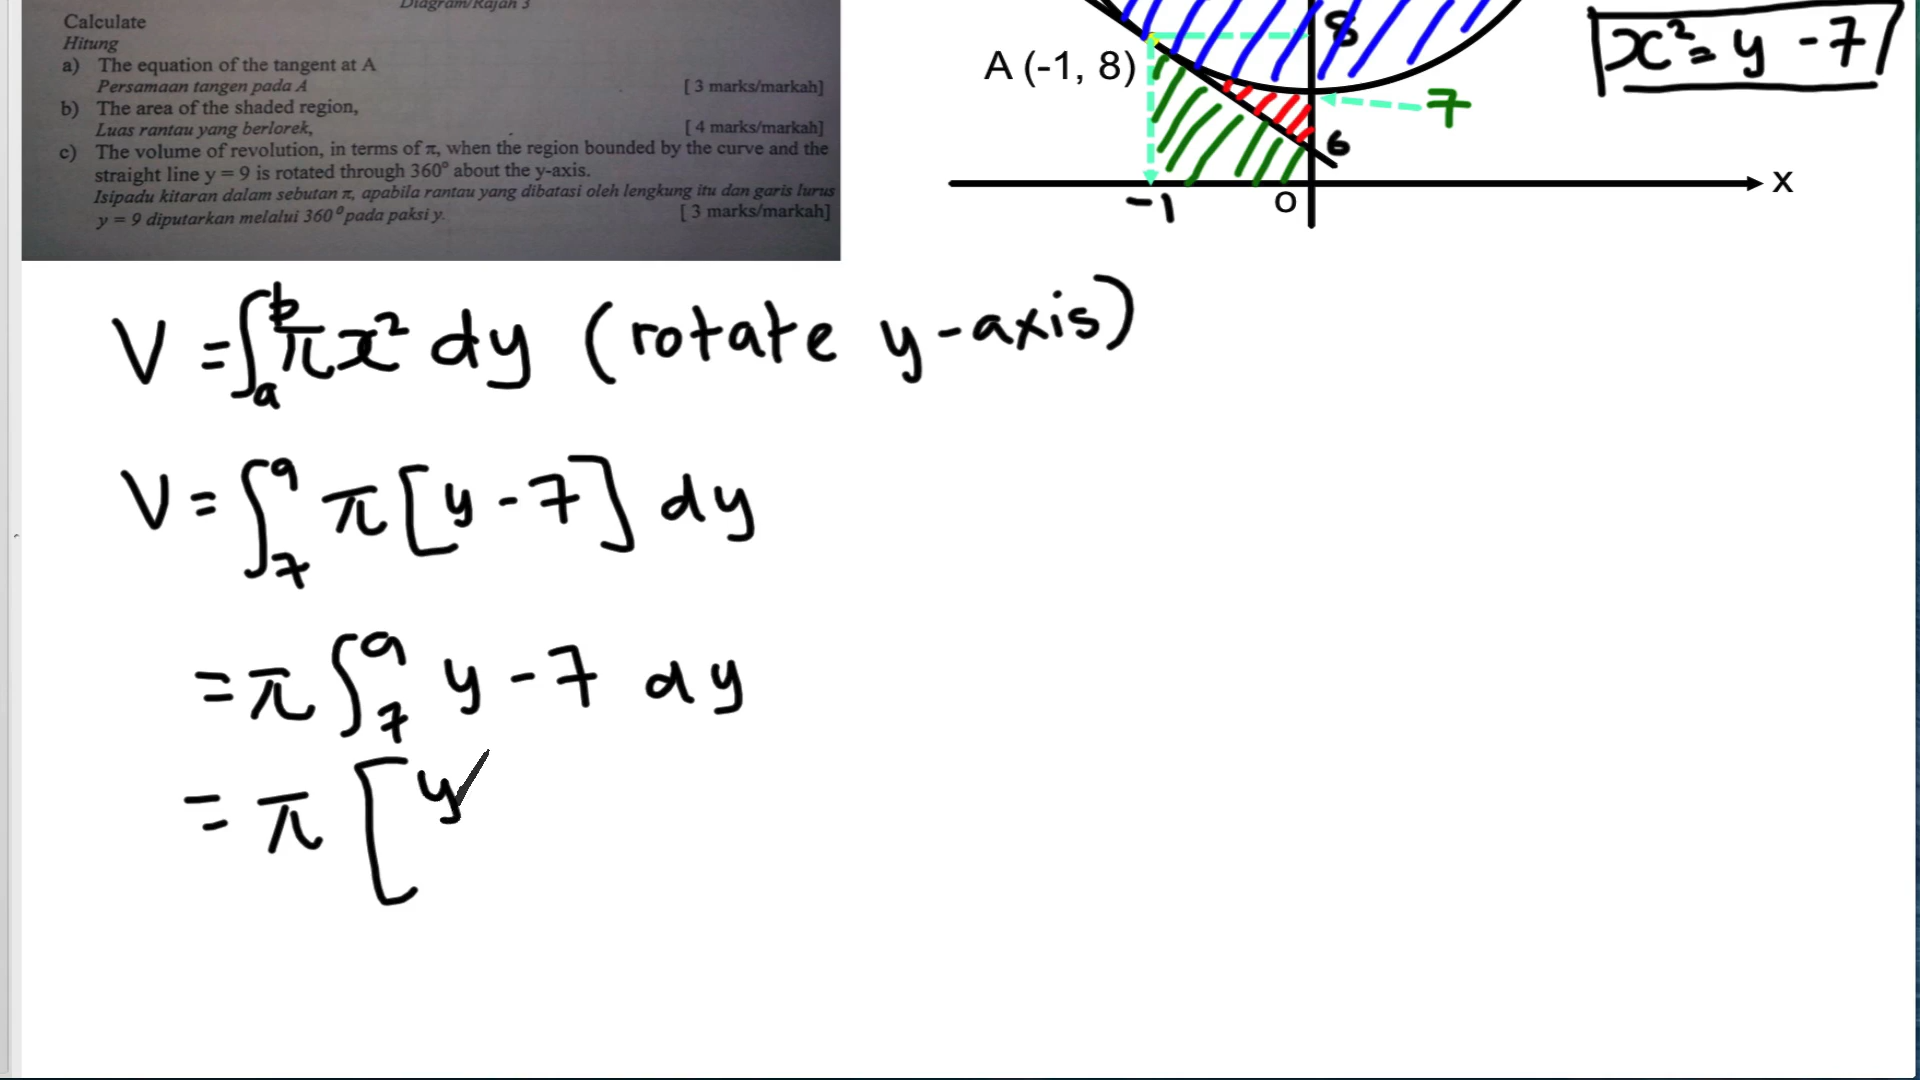 Diagram/Rajah 3
Calculate
Hitung
a) The equation of the tangent at A
Persamaan tangen pada A [ 3 marks/markah]
b) The area of the shaded region,
Luas rantau yang berlorek, [ 4 marks/markah]
c) The volume of revolution, in terms of π, when the region bounded by the curve and the
straight line y = 9 is rotated through 360° about the y-axis.
Isipadu kitaran dalam sebutan π, apabila rantau yang dibatasi oleh lengkung itu dan garis lurus
y = 9 diputarkan melalui 360⁰ pada paksi y. [ 3 marks/markah]
8
A (-1, 8)
7
6
x
-1
O
x² = y - 7
V = ∫ₐᵇ πx² dy (rotate y-axis)
V = ∫₇⁹ π [y - 7] dy
= π ∫₇⁹ y - 7 dy
= π [y